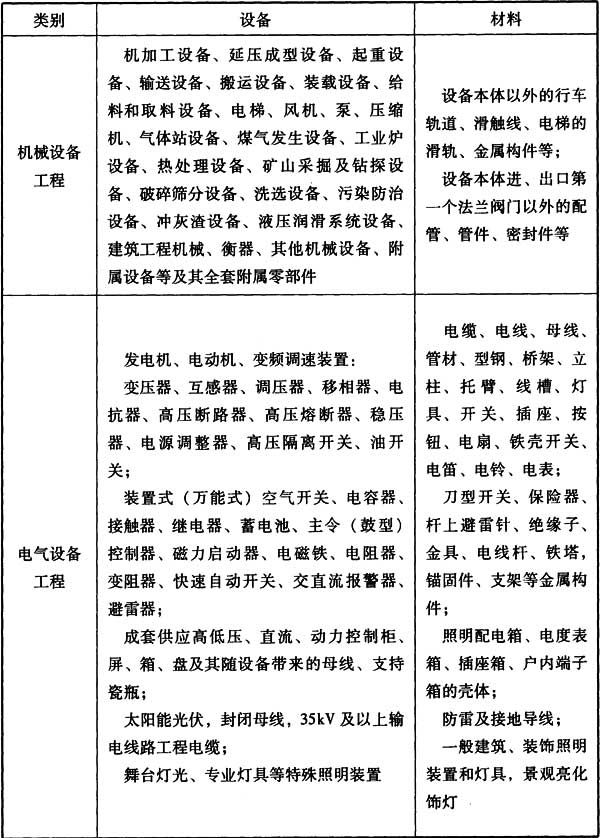 类别
设备
材料
机械设备
工程
机加工设备、延压成型设备、起重设
备、输送设备、搬运设备、装载设备、给
料和取料设备、电梯、风机、泵、压缩
机、气体站设备、煤气发生设备、工业炉
设备、热处理设备、矿山采掘及钻探设
备、破碎筛分设备、洗选设备、污染防治
设备、冲灰渣设备、液压润滑系统设备、
建筑工程机械、衡器、其他机械设备、附
属设备等及其全套附属零部件
设备本体以外的行车
轨道、滑触线、电梯的
滑轨、金属构件等；
设备本体进、出口第
一个法兰阀门以外的配
管、管件、密封件等
电气设备
工程
发电机、电动机、变频调速装置：
变压器、互感器、调压器、移相器、电
抗器、高压断路器、高压熔断器、稳压
器、电源调整器、高压隔离开关、油开
关；
装置式（万能式）空气开关、电容器、
接触器、继电器、蓄电池、主令（鼓型）
控制器、磁力启动器、电磁铁、电阻器、
变阻器、快速自动开关、交直流报警器、
避雷器；
成套供应高低压、直流、动力控制柜、
屏、箱、盘及其随设备带来的母线、支持
瓷瓶；
太阳能光伏，封闭母线，35kV及以上输
电线路工程电缆；
舞台灯光、专业灯具等特殊照明装置
电缆、电线、母线、
管材、型钢、桥架、立
柱、托臂、线槽、灯
具、开关、插座、按
钮、电扇、铁壳开关、
电笛、电铃、电表；
刀型开关、保险器、
杆上避雷针、绝缘子、
金具、电线杆、铁塔，
锚固件、支架等金属构
件；
照明配电箱、电度表
箱、插座箱、户内端子
箱的壳体；
防雷及接地导线；
一般建筑、装饰照明
装置和灯具，景观亮化
饰灯